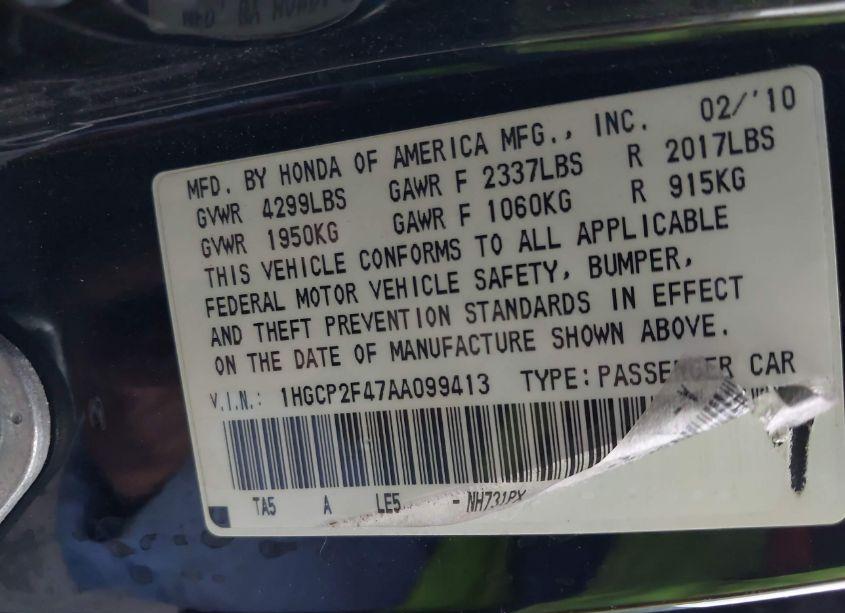 MFD. BY HONDA OF AMERICA MFG., INC. 02/'10
GVWR 4299LBS GAWR F 2337LBS R 2017LBS
GVWR 1950KG GAWR F 1060KG R 915KG
THIS VEHICLE CONFORMS TO ALL APPLICABLE
FEDERAL MOTOR VEHICLE SAFETY, BUMPER,
AND THEFT PREVENTION STANDARDS IN EFFECT
ON THE DATE OF MANUFACTURE SHOWN ABOVE.
V.I.N.: 1HGCP2F47AA099413 TYPE:PASSENGER CAR
TA5 A LE5 - NH731PX